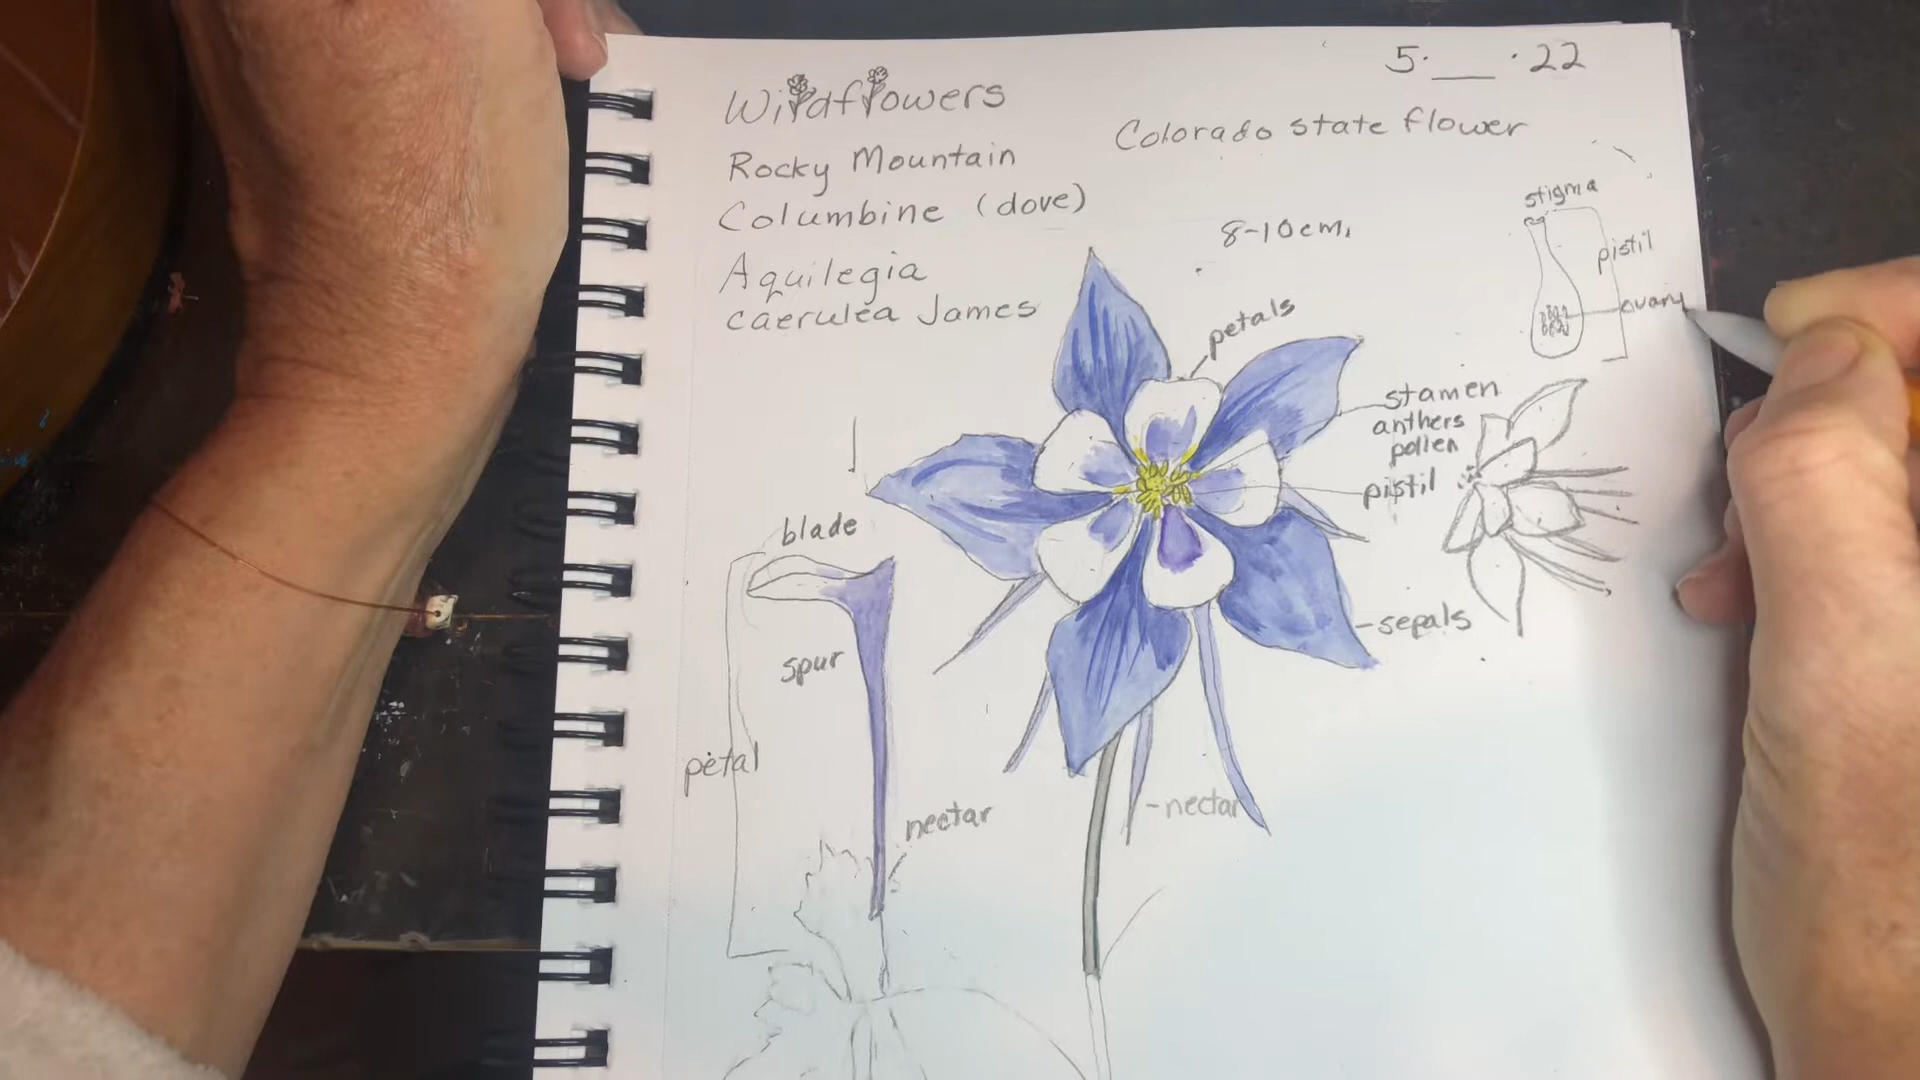 5. __ .22
Wildflowers
Colorado state flower
Rocky Mountain
Columbine (dove)
Aquilegia
caerulea James
8-10cm.
stigma
pistil
ovary
petals
stamen
anthers
pollen
pistil
blade
sepals
spur
petal
nectar
-nectar